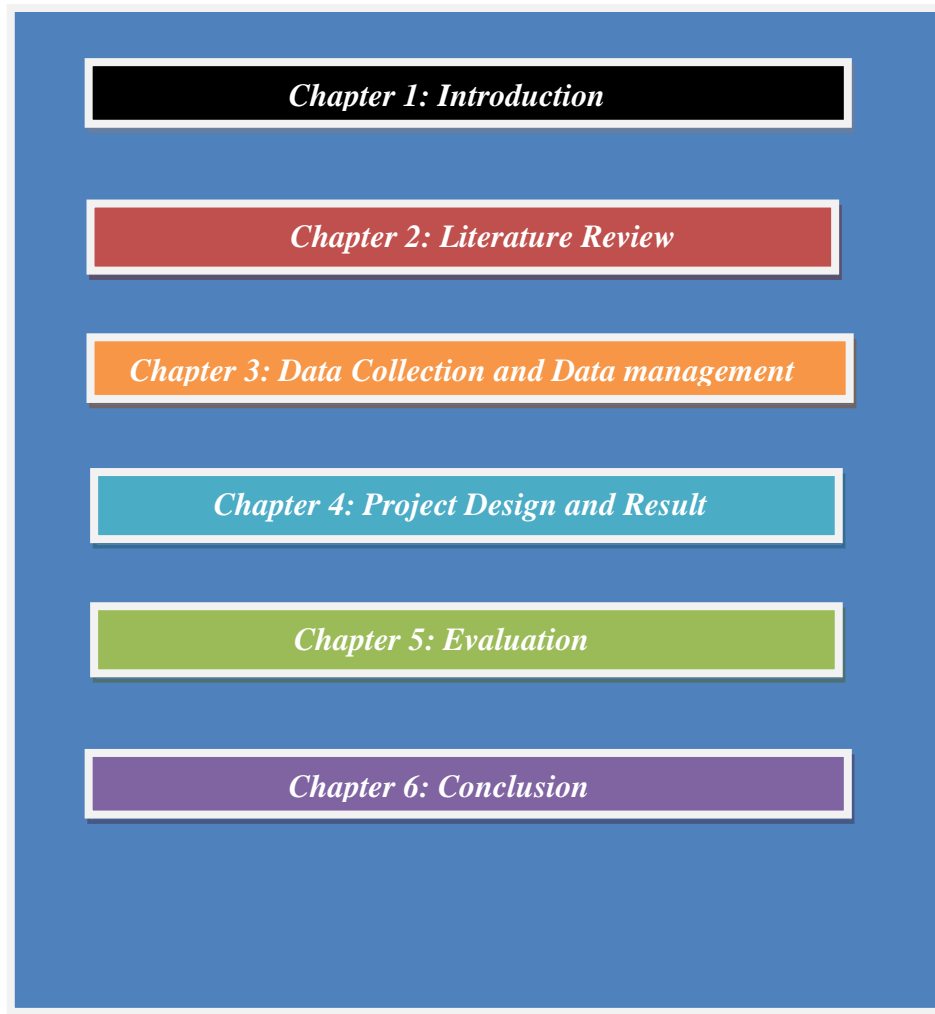 Chapter 1: Introduction
Chapter 2: Literature Review
Chapter 3: Data Collection and Data management
Chapter 4: Project Design and Result
Chapter 5: Evaluation
Chapter 6: Conclusion